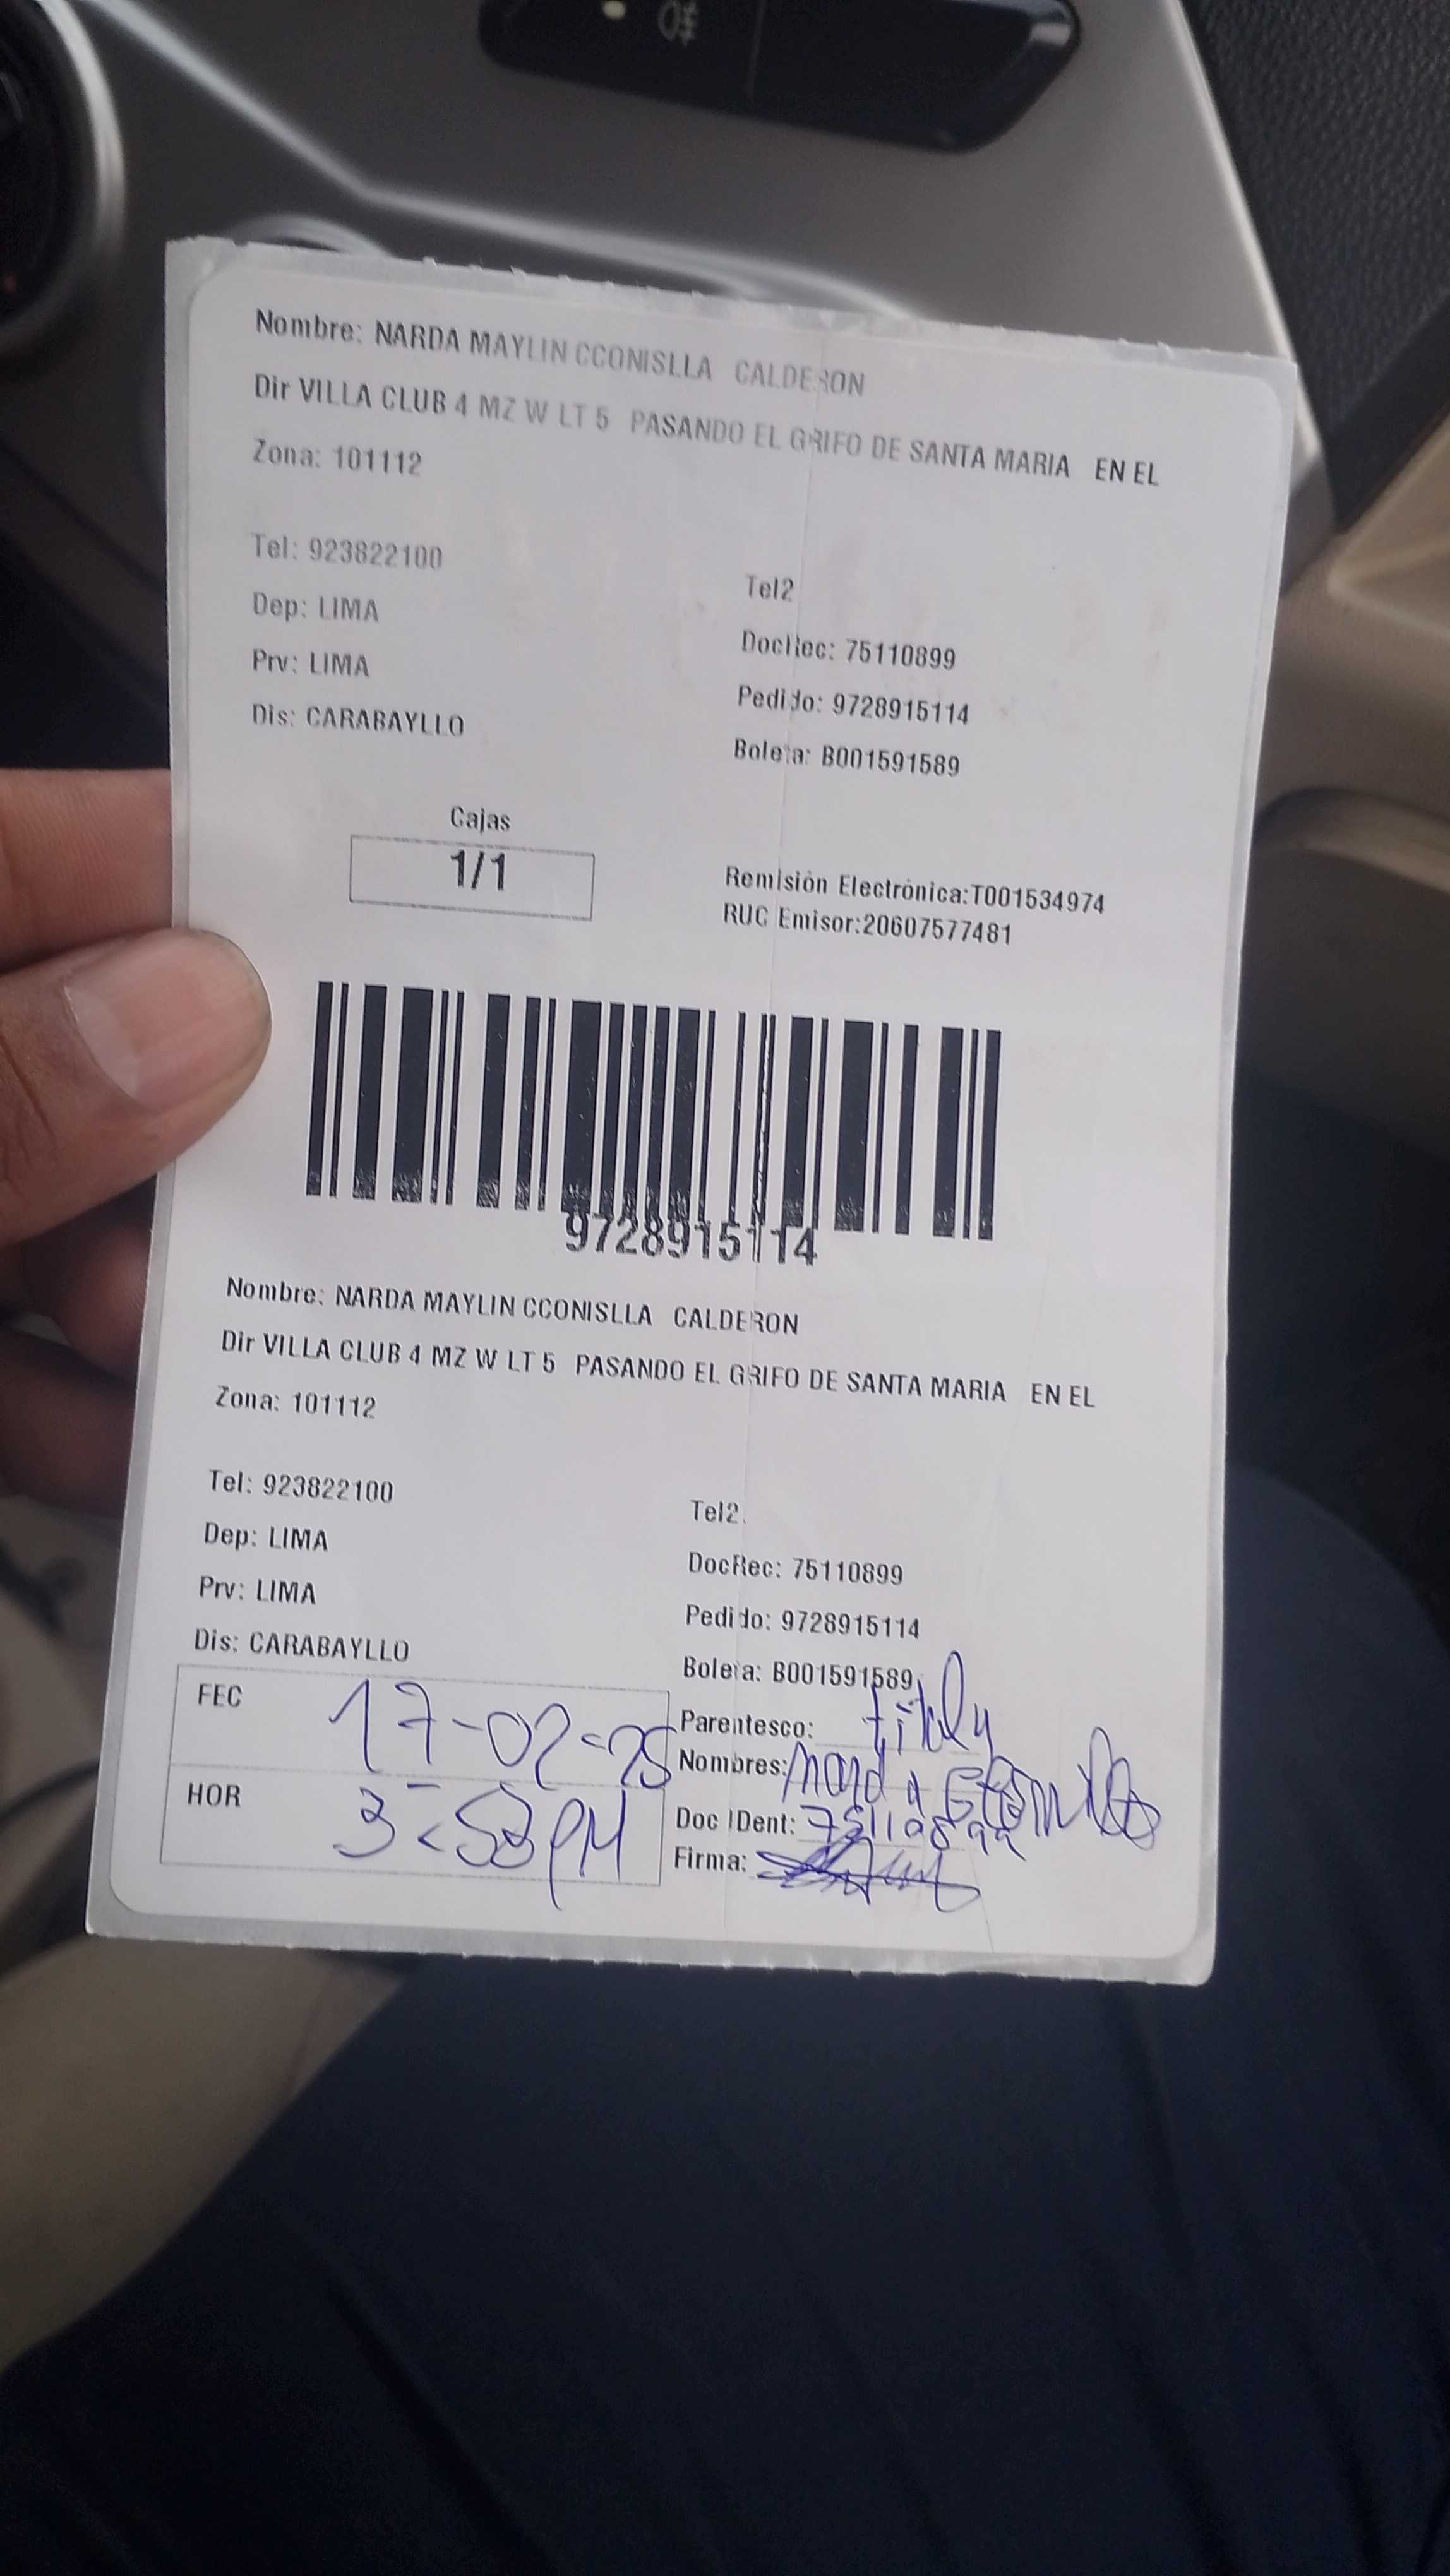 Nombre: NARDA MAYLIN CCONISLLA CALDERON
Dir VILLA CLUB 4 MZ W LT 5 PASANDO EL GRIFO DE SANTA MARIA EN EL
Zona: 101112
Tel: 923822100
Tel2
Dep: LIMA
DocRec: 75110899
Prv: LIMA
Pedido: 9728915114
Dis: CARABAYLLO
Boleta: B001591589
Cajas
1/1
Remisión Electrónica:T001534974
RUC Emisor:20607577481
9728915114
Nombre: NARDA MAYLIN CCONISLLA CALDERON
Dir VILLA CLUB 4 MZ W LT 5 PASANDO EL GRIFO DE SANTA MARIA EN EL
Zona: 101112
Tel: 923822100
Tel2.
Dep: LIMA
DocRec: 75110899
Prv: LIMA
Pedido: 9728915114
Dis: CARABAYLLO
Boleta: B001591589
FEC 17-02-25
Parentesco:
Nombres:
HOR 3:53 PM
Doc IDent: 75110899
Firma: